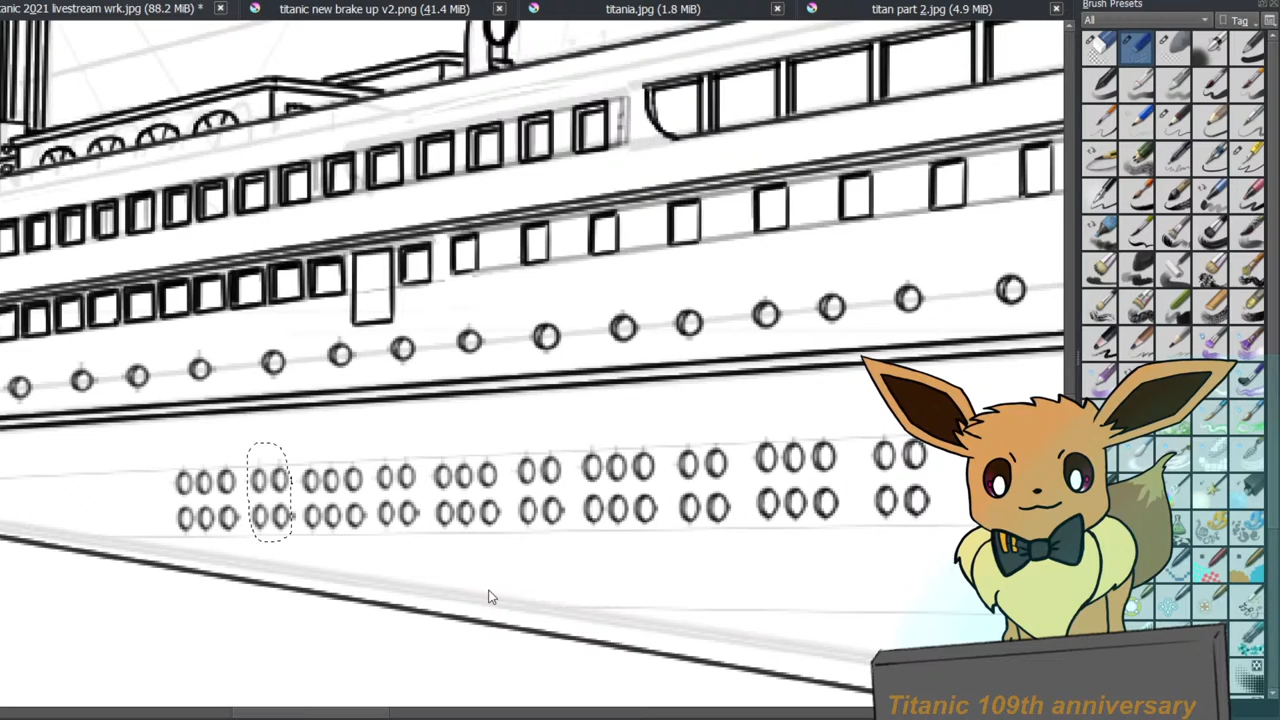 tanic 2021 livestream wrk.jpg (88.2 MiB) *
titanic new brake up v2.png (41.4 MiB)
titania.jpg (1.8 MiB)
titan part 2.jpg (4.9 MiB)
Brush Presets
All
Tag
Titanic 109th anniversary